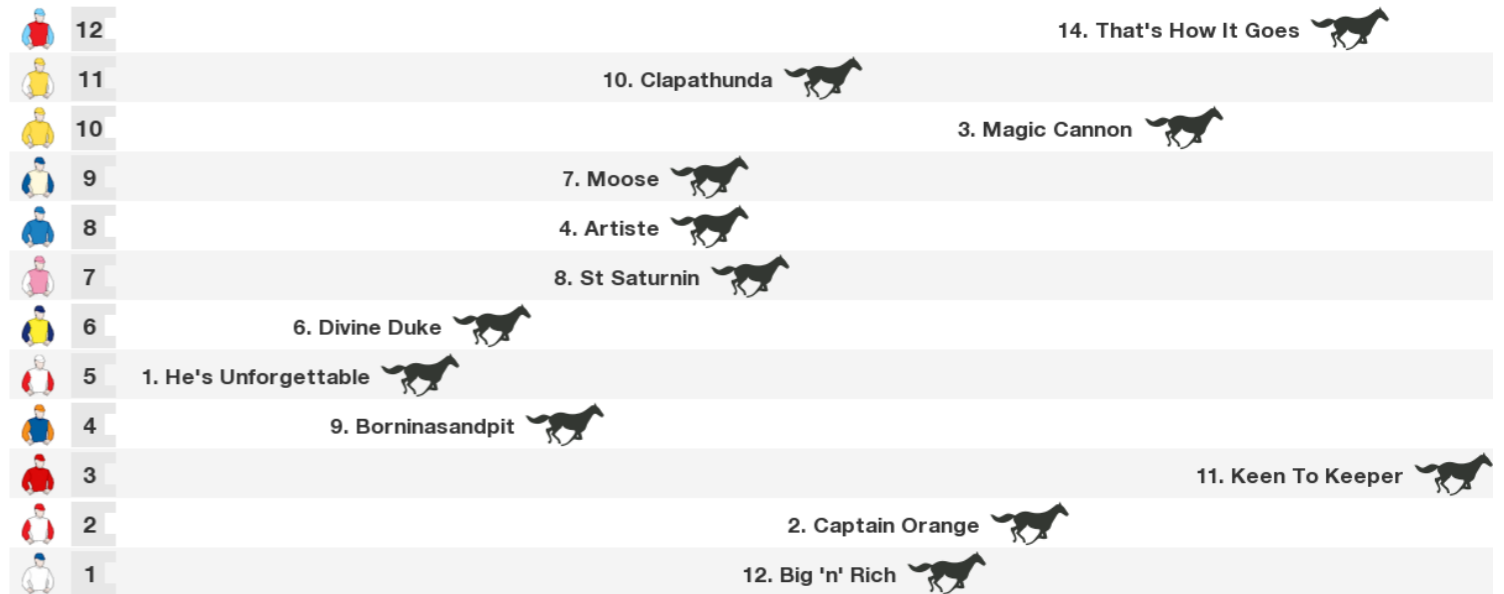 12 14. That's How It Goes
11 10. Clapathunda
10 3. Magic Cannon
9 7. Moose
8 4. Artiste
7 8. St Saturnin
6 6. Divine Duke
5 1. He's Unforgettable
4 9. Borninasandpit
3 11. Keen To Keeper
2 2. Captain Orange
1 12. Big 'n' Rich